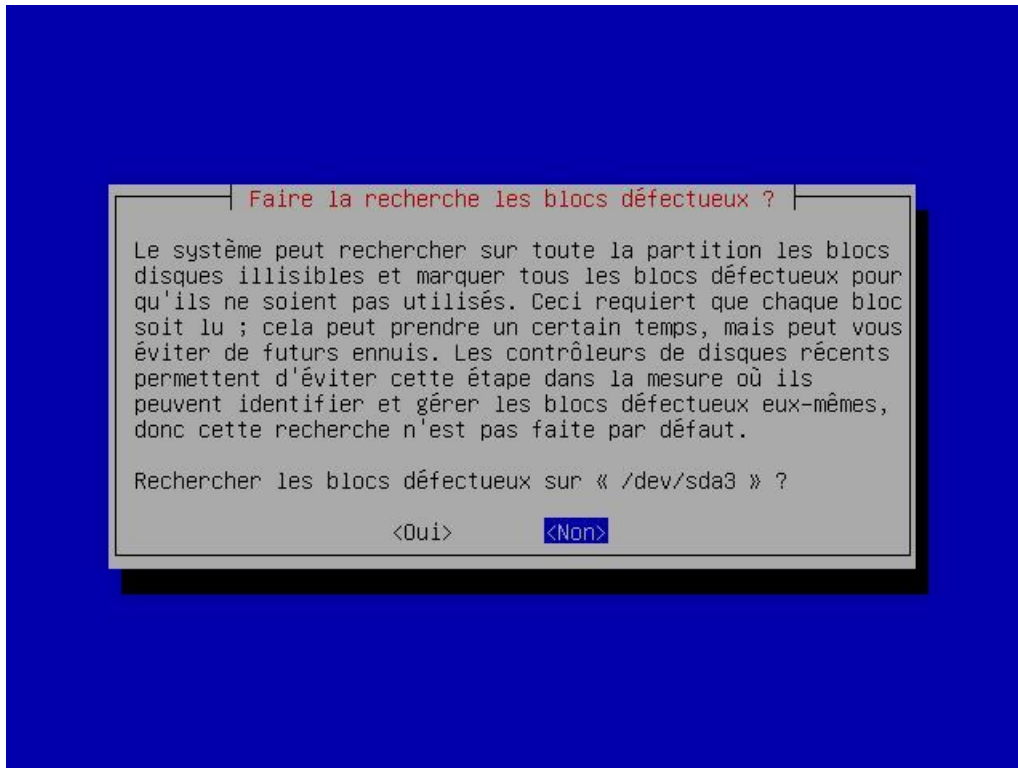 Faire la recherche les blocs défectueux ?
Le système peut rechercher sur toute la partition les blocs
disques illisibles et marquer tous les blocs défectueux pour
qu'ils ne soient pas utilisés. Ceci requiert que chaque bloc
soit lu ; cela peut prendre un certain temps, mais peut vous
éviter de futurs ennuis. Les contrôleurs de disques récents
permettent d'éviter cette étape dans la mesure où ils
peuvent identifier et gérer les blocs défectueux eux-mêmes,
donc cette recherche n'est pas faite par défaut.
Rechercher les blocs défectueux sur « /dev/sda3 » ?
<Oui> <Non>